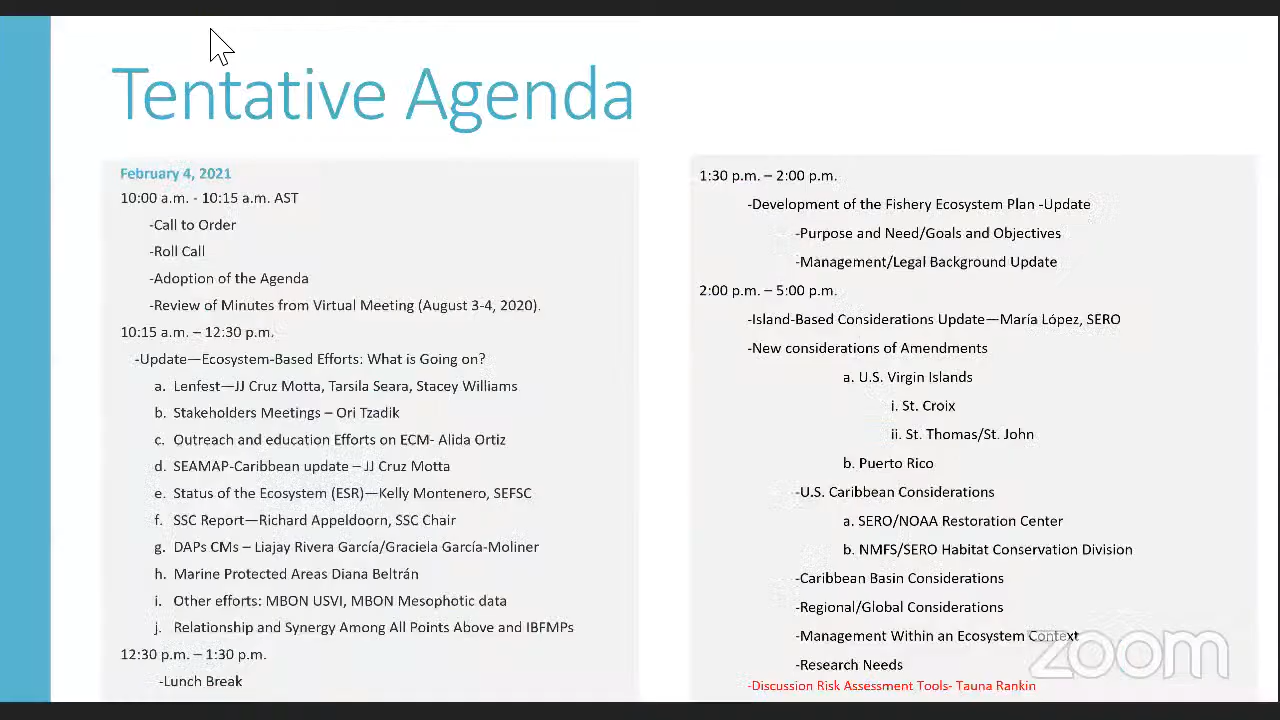 Tentative Agenda
February 4, 2021
10:00 a.m. - 10:15 a.m. AST
-Call to Order
-Roll Call
-Adoption of the Agenda
-Review of Minutes from Virtual Meeting (August 3-4, 2020).
10:15 a.m. – 12:30 p.m.
-Update—Ecosystem-Based Efforts: What is Going on?
a. Lenfest—JJ Cruz Motta, Tarsila Seara, Stacey Williams
b. Stakeholders Meetings – Ori Tzadik
c. Outreach and education Efforts on ECM- Alida Ortiz
d. SEAMAP-Caribbean update – JJ Cruz Motta
e. Status of the Ecosystem (ESR)—Kelly Montenero, SEFSC
f. SSC Report—Richard Appeldoorn, SSC Chair
g. DAPs CMs – Liajay Rivera García/Graciela García-Moliner
h. Marine Protected Areas Diana Beltrán
i. Other efforts: MBON USVI, MBON Mesophotic data
j. Relationship and Synergy Among All Points Above and IBFMPs
12:30 p.m. – 1:30 p.m.
-Lunch Break
1:30 p.m. – 2:00 p.m.
-Development of the Fishery Ecosystem Plan -Update
-Purpose and Need/Goals and Objectives
-Management/Legal Background Update
2:00 p.m. – 5:00 p.m.
-Island-Based Considerations Update—María López, SERO
-New considerations of Amendments
a. U.S. Virgin Islands
i. St. Croix
ii. St. Thomas/St. John
b. Puerto Rico
-U.S. Caribbean Considerations
a. SERO/NOAA Restoration Center
b. NMFS/SERO Habitat Conservation Division
-Caribbean Basin Considerations
-Regional/Global Considerations
-Management Within an Ecosystem Context
-Research Needs
-Discussion Risk Assessment Tools- Tauna Rankin
zoom